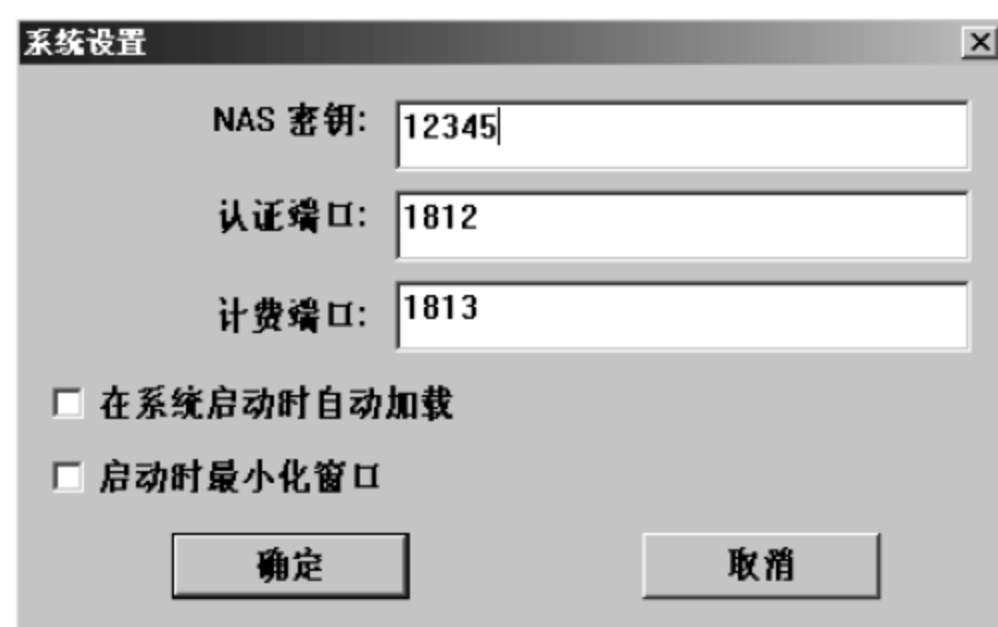 系统设置
NAS 密钥: 12345
认证端口: 1812
计费端口: 1813
在系统启动时自动加载
启动时最小化窗口
确定 取消